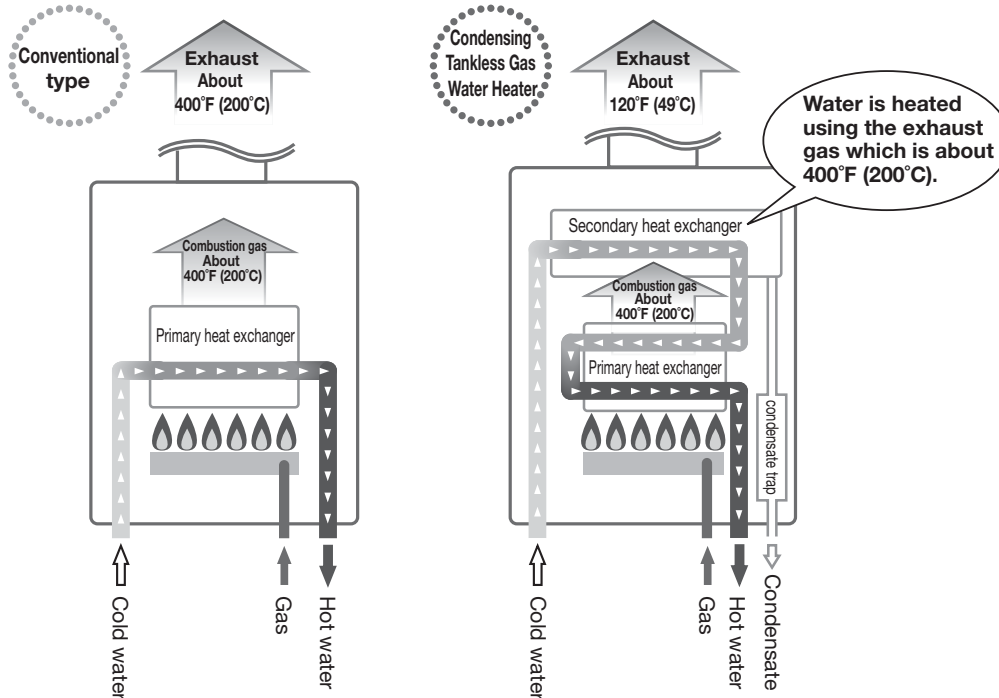 Conventional
type
Exhaust
About
400°F (200°C)
Combustion gas
About
400°F (200°C)
Primary heat exchanger
Cold water
Gas
Hot water
Condensing
Tankless Gas
Water Heater
Exhaust
About
120°F (49°C)
Water is heated
using the exhaust
gas which is about
400°F (200°C).
Secondary heat exchanger
Combustion gas
About
400°F (200°C)
Primary heat exchanger
condensate trap
Cold water
Gas
Hot water
Condensate